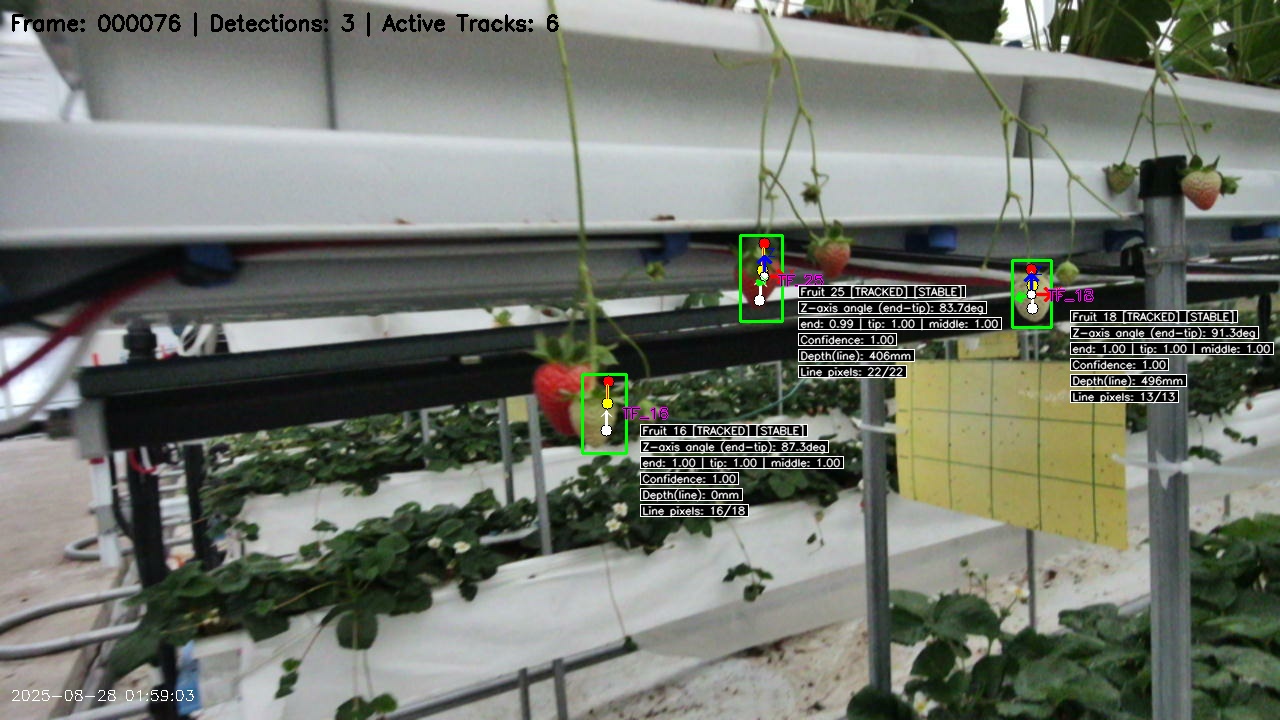 Frame: 000076 | Detections: 3 | Active Tracks: 6
TF_25
Fruit 25 [TRACKED] [STABLE]
Z-axis angle (end-tip): 83.7deg
end: 0.99 | tip: 1.00 | middle: 1.00
Confidence: 1.00
Depth(line): 406mm
Line pixels: 22/22
TF_18
Fruit 18 [TRACKED] [STABLE]
Z-axis angle (end-tip): 91.3deg
end: 1.00 | tip: 1.00 | middle: 1.00
Confidence: 1.00
Depth(line): 496mm
Line pixels: 13/13
TF_16
Fruit 16 [TRACKED] [STABLE]
Z-axis angle (end-tip): 87.3deg
end: 1.00 | tip: 1.00 | middle: 1.00
Confidence: 1.00
Depth(line): 0mm
Line pixels: 16/18
2025-08-28 01:59:03